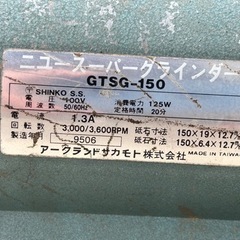 ニュースーパーグラインダー
GTSG-150
SHINKO S.S.
電圧 100V 消費電力 125W
周波数 50/60Hz 定格時間 20分
電流 1.3A
回転数 3,000/3,600RPM 砥石寸法 150×19×12.7
9506 砥石寸法 150×6.4×12.7
アークランドサカモト株式会社 MADE IN TAIWAN